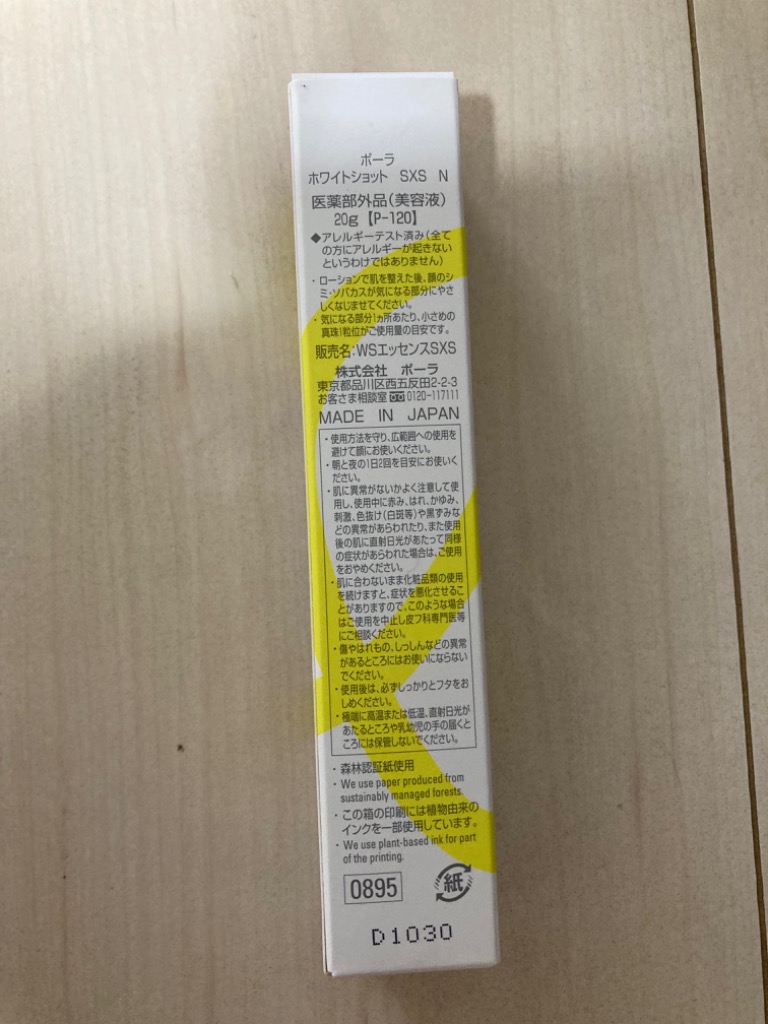 ポーラ
ホワイトショット SXS N
医薬部外品(美容液)
20g【P-120】
◆アレルギーテスト済み(全て
の方にアレルギーが起きない
というわけではありません)
・ローションで肌を整えた後、顔のシ
ミ・ソバカスが気になる部分にやさ
しくなじませてください。
・気になる部分1ヵ所あたり、小さめの
真珠1粒位がご使用量の目安です。
販売名:WSエッセンスSXS
株式会社 ポーラ
東京都品川区西五反田2-2-3
お客さま相談室 0120-117111
MADE IN JAPAN
・使用方法を守り、広範囲への使用を
避けて顔にお使いください。
・朝と夜の1日2回を目安にお使いく
ださい。
・肌に異常がないかよく注意して使
用し、使用中に赤み、はれ、かゆみ、
刺激、色抜け(白斑等)や黒ずみな
どの異常があらわれたり、また使用
後の肌に直射日光があたって同様
の症状があらわれた場合は、ご使用
をおやめください。
・肌に合わないまま化粧品類の使用
を続けますと、症状を悪化させるこ
とがありますので、このような場合
はご使用を中止し皮フ科専門医等
にご相談ください。
・傷やはれもの、しっしんなどの異常
があるところにはお使いにならない
でください。
・使用後は、必ずしっかりとフタをお
しめください。
・極端に高温または低温、直射日光が
あたるところや乳幼児の手の届くと
ころには保管しないでください。
・森林認証紙使用
・We use paper produced from
sustainably managed forests.
・この箱の印刷には植物由来の
インクを一部使用しています。
・We use plant-based ink for part
of the printing.
0895
紙
D1030